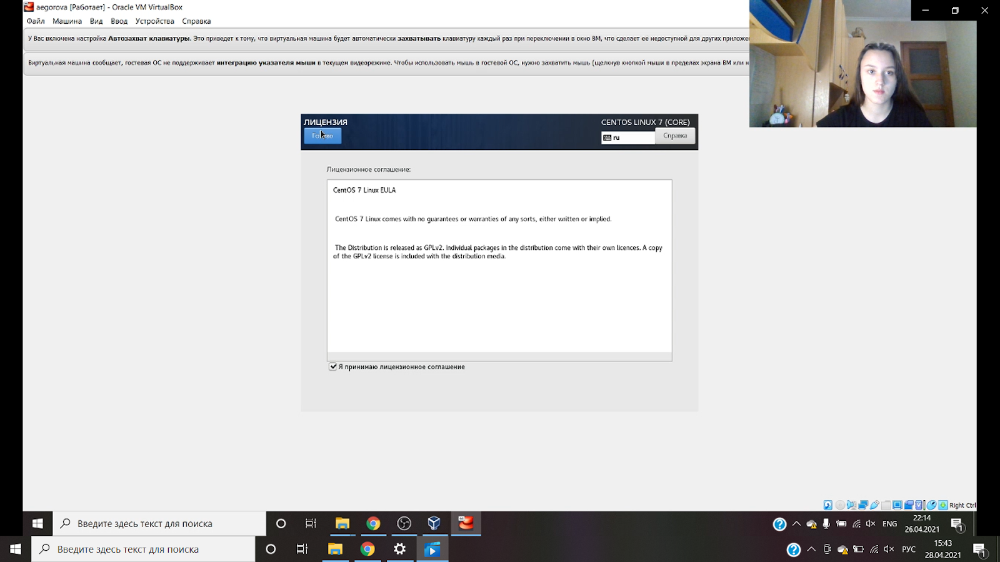 aegorova [Работает] - Oracle VM VirtualBox
Файл Машина Вид Ввод Устройства Справка
У Вас включена настройка Автозахват клавиатуры. Это приведет к тому, что виртуальная машина будет автоматически захватывать клавиатуру каждый раз при переключении в окно ВМ, что сделает ее недоступной для других приложе
Виртуальная машина сообщает, гостевая ОС не поддерживает интеграцию указателя мыши в текущем видеорежиме. Чтобы использовать мышь в гостевой ОС, нужно захватить мышь (щелкнув кнопкой мыши в пределах экрана ВМ или н
ЛИЦЕНЗИЯ
CENTOS LINUX 7 (CORE)
Готово
ru
Справка
Лицензионное соглашение:
CentOS 7 Linux EULA
CentOS 7 Linux comes with no guarantees or warranties of any sorts, either written or implied.
The Distribution is released as GPLv2. Individual packages in the distribution come with their own licences. A copy
of the GPLv2 license is included with the distribution media.
Я принимаю лицензионное соглашение
Right Ctrl
Введите здесь текст для поиска
ENG
22:14
26.04.2021
1
Введите здесь текст для поиска
РУС
15:43
28.04.2021
1